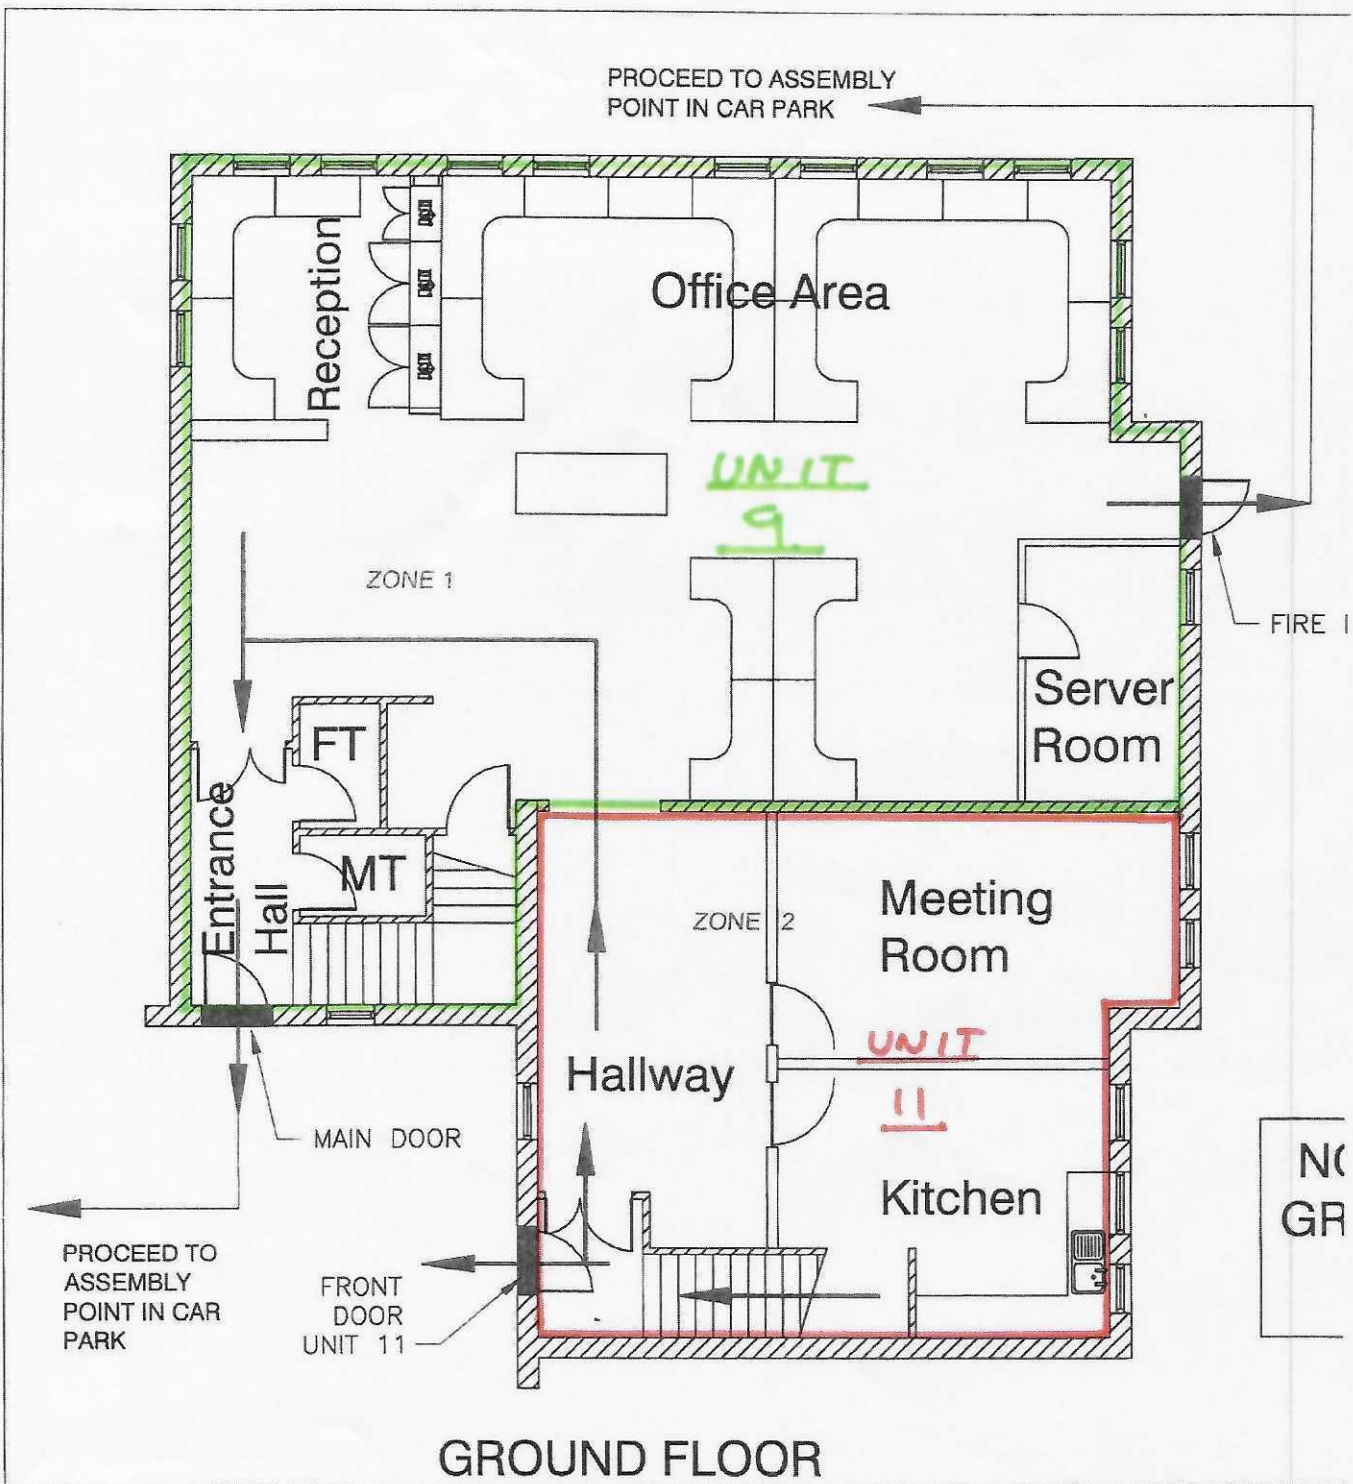 PROCEED TO ASSEMBLY
POINT IN CAR PARK
Reception
Office Area
UNIT
9
ZONE 1
FIRE
Server
Room
FT
MT
Entrance
Hall
ZONE 2
Meeting
Room
UNIT
11
Hallway
Kitchen
MAIN DOOR
PROCEED TO
ASSEMBLY
POINT IN CAR
PARK
FRONT
DOOR
UNIT 11
GR
GROUND FLOOR